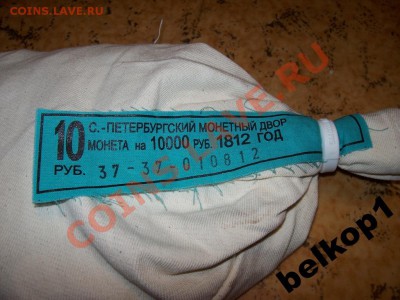 COINS.LAVE.RU
10 РУБ.
С.-ПЕТЕРБУРГСКИЙ МОНЕТНЫЙ ДВОР
МОНЕТА на 10000 РУБ. 1812 ГОД
37-37-010812
COINS.LAVE.RU
belkop1